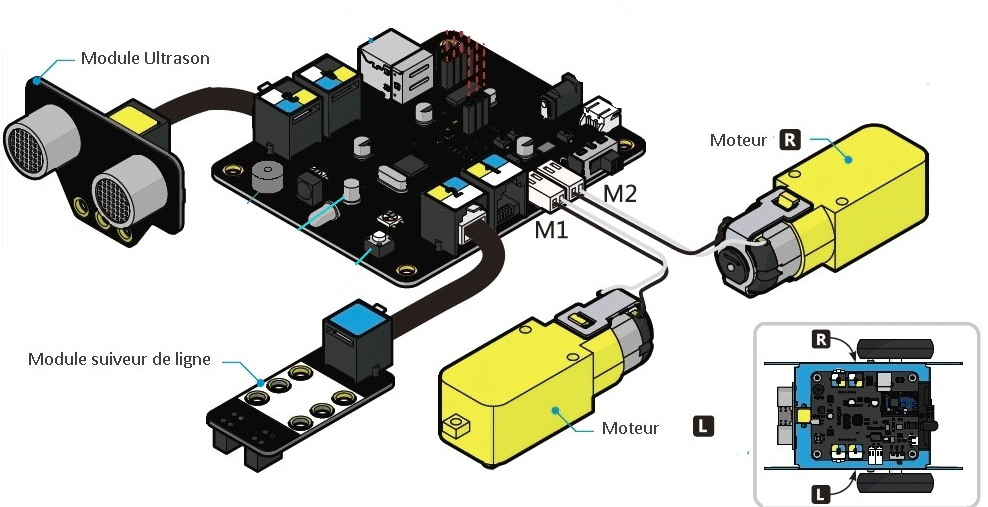 Module Ultrason
Moteur R
M2
M1
Module suiveur de ligne
Moteur L
R
L